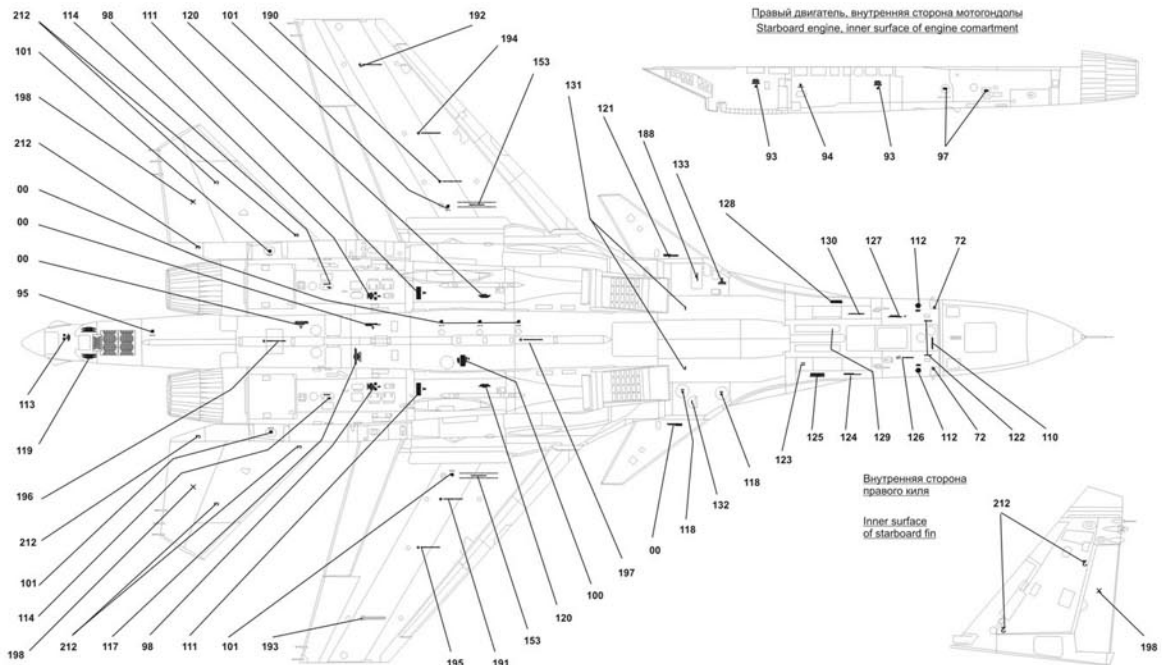 212 114 98 111 120 101 190 192
Правый двигатель, внутренняя сторона мотогондолы
Starboard engine, inner surface of engine comartment
101 194
198 153
131
121
188
133
93 94 93 97
212
128
130 127 112 72
00
00
00
95
113
119
196
212
101
114
198 212 117 98 111 101 193 195 191 153 120 100 197
00 118 132 118
123 125 124 129 126 112 72 122 110
Внутренняя сторона
правого киля
Inner surface
of starboard fin
212
198